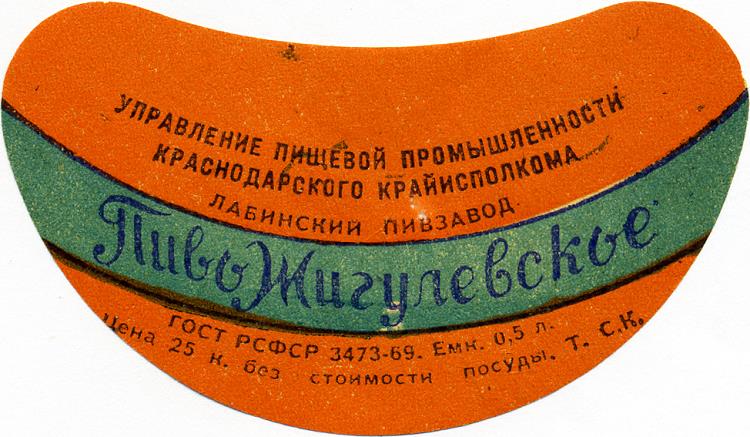 УПРАВЛЕНИЕ ПИЩЕВОЙ ПРОМЫШЛЕННОСТИ
КРАСНОДАРСКОГО КРАЙИСПОЛКОМА
ЛАБИНСКИЙ ПИВЗАВОД
Пиво Жигулевское
ГОСТ РСФСР 3473-69. Емк. 0,5 л.
Цена 25 к. без стоимости посуды. Т. С.К.